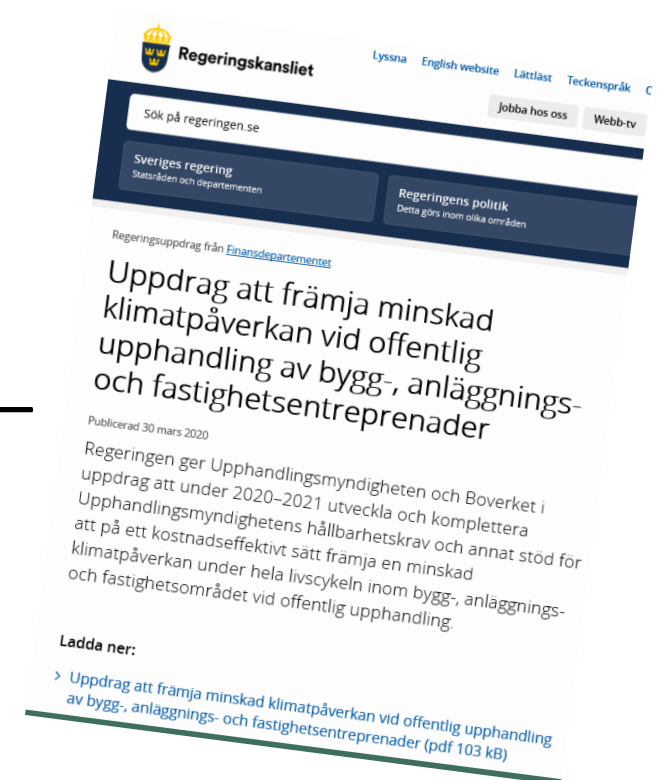 Regeringskansliet
Lyssna English website Lättläst Teckenspråk
Jobba hos oss Webb-tv
Sök på regeringen.se
Sveriges regering
Statsråden och departementen
Regeringens politik
Detta görs inom olika områden
Regeringsuppdrag från Finansdepartementet
Uppdrag att främja minskad
klimatpåverkan vid offentlig
upphandling av bygg-, anläggnings-
och fastighetsentreprenader
Publicerad 30 mars 2020
Regeringen ger Upphandlingsmyndigheten och Boverket i
uppdrag att under 2020–2021 utveckla och komplettera
Upphandlingsmyndighetens hållbarhetskrav och annat stöd för
att på ett kostnadseffektivt sätt främja en minskad
klimatpåverkan under hela livscykeln inom bygg-, anläggnings-
och fastighetsområdet vid offentlig upphandling.
Ladda ner:
Uppdrag att främja minskad klimatpåverkan vid offentlig upphandling
av bygg-, anläggnings- och fastighetsentreprenader (pdf 103 kB)